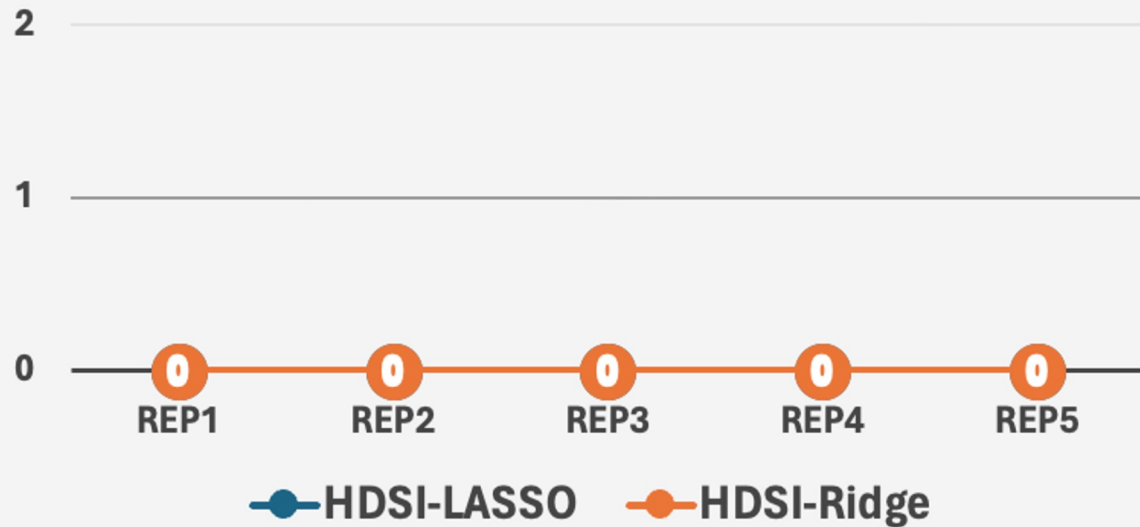 2
1
0
0 0 0 0 0
REP1 REP2 REP3 REP4 REP5
HDSI-LASSO HDSI-Ridge